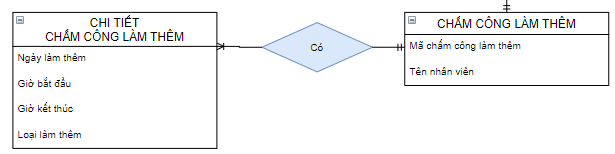 CHI TIẾT
CHẤM CÔNG LÀM THÊM
Ngày làm thêm
Giờ bắt đầu
Giờ kết thúc
Loại làm thêm
Có
CHẤM CÔNG LÀM THÊM
Mã chấm công làm thêm
Tên nhân viên